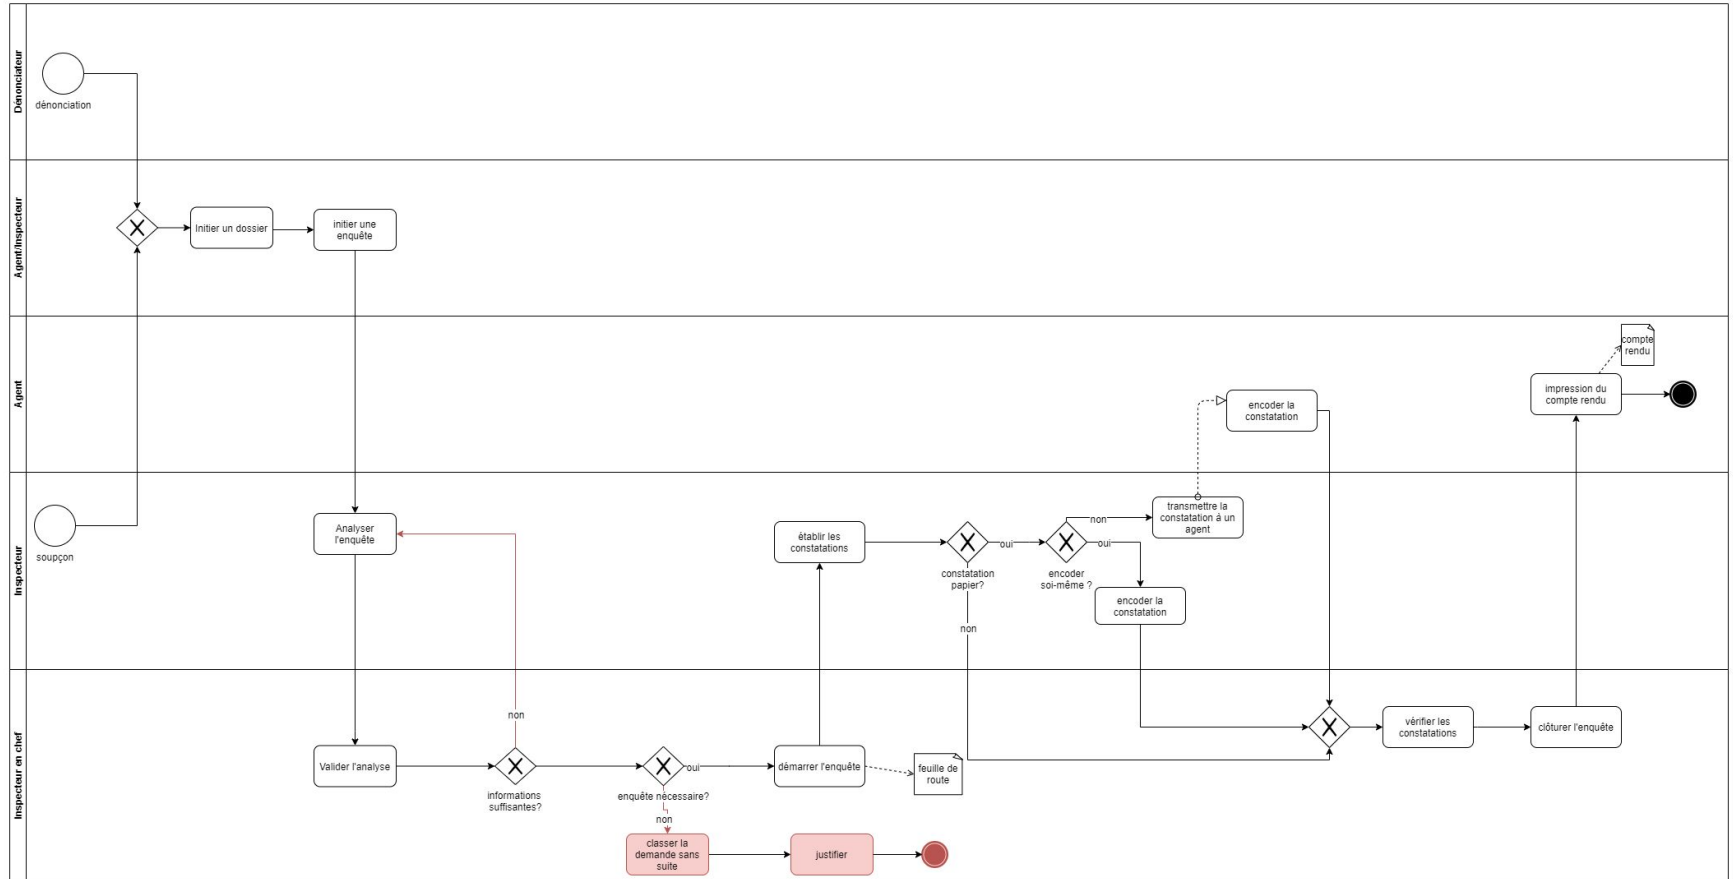 Dénonciateur
dénonciation
Agent/Inspecteur
Initier un dossier
initier une
enquête
Agent
compte
rendu
impression du
compte rendu
encoder la
constatation
Inspecteur
soupçon
Analyser
l'enquête
établir les
constatations
constatation
papier?
oui
non
encoder
soi-même ?
non
oui
transmettre la
constatation à un
agent
encoder la
constatation
Inspecteur en chef
Valider l'analyse
non
informations
suffisantes?
enquête nécessaire?
oui
non
classer la
demande sans
suite
justifier
démarrer l'enquête
feuille de
route
vérifier les
constatations
clôturer l'enquête